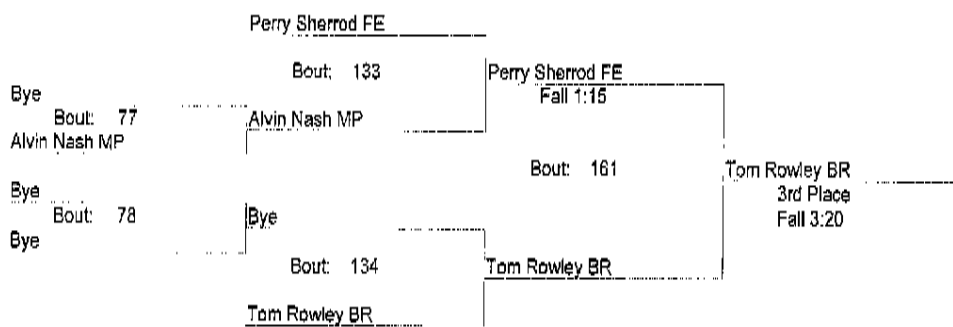 Perry Sherrod FE
Bout: 133
Perry Sherrod FE
Fall 1:15
Bye
Bout: 77
Alvin Nash MP
Alvin Nash MP
Bout: 161
Tom Rowley BR
3rd Place
Fall 3:20
Bye
Bout: 78
Bye
Bye
Bout: 134
Tom Rowley BR
Tom Rowley BR